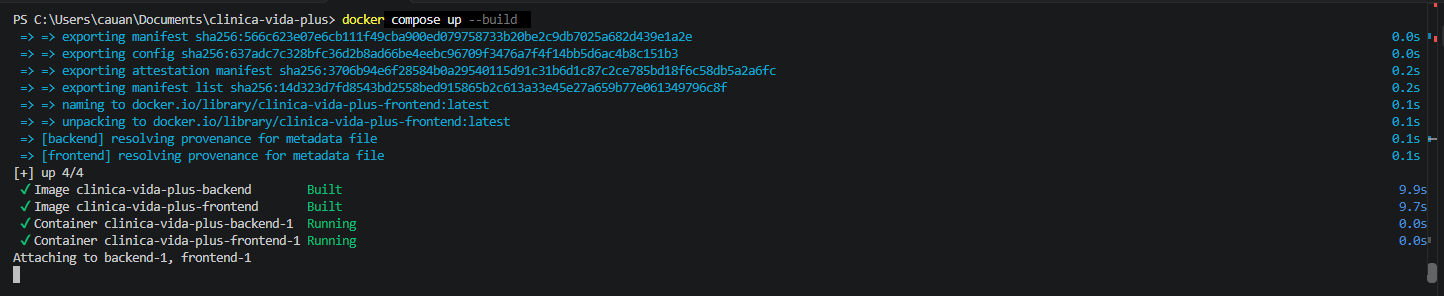 PS C:\Users\cauan\Documents\clinica-vida-plus> docker compose up --build
=> => exporting manifest sha256:566c623e07e6cb111f49cba900ed079758733b20be2c9db7025a682d439e1a2e 0.0s
=> => exporting config sha256:637adc7c328bfc36d2b8ad66be4eebc96709f3476a7f4f14bb5d6ac4b8c151b3 0.0s
=> => exporting attestation manifest sha256:3706b94e6f28584b0a29540115d91c31b6d1c87c2ce785bd18f6c58db5a2a6fc 0.2s
=> => exporting manifest list sha256:14d323d7fd8543bd2558bed915865b2c613a33e45e27a659b77e061349796c8f 0.2s
=> => naming to docker.io/library/clinica-vida-plus-frontend:latest 0.1s
=> => unpacking to docker.io/library/clinica-vida-plus-frontend:latest 0.1s
=> [backend] resolving provenance for metadata file 0.1s
=> [frontend] resolving provenance for metadata file 0.1s
[+] up 4/4
✓ Image clinica-vida-plus-backend Built 9.9s
✓ Image clinica-vida-plus-frontend Built 9.7s
✓ Container clinica-vida-plus-backend-1 Running 0.0s
✓ Container clinica-vida-plus-frontend-1 Running 0.0s
Attaching to backend-1, frontend-1